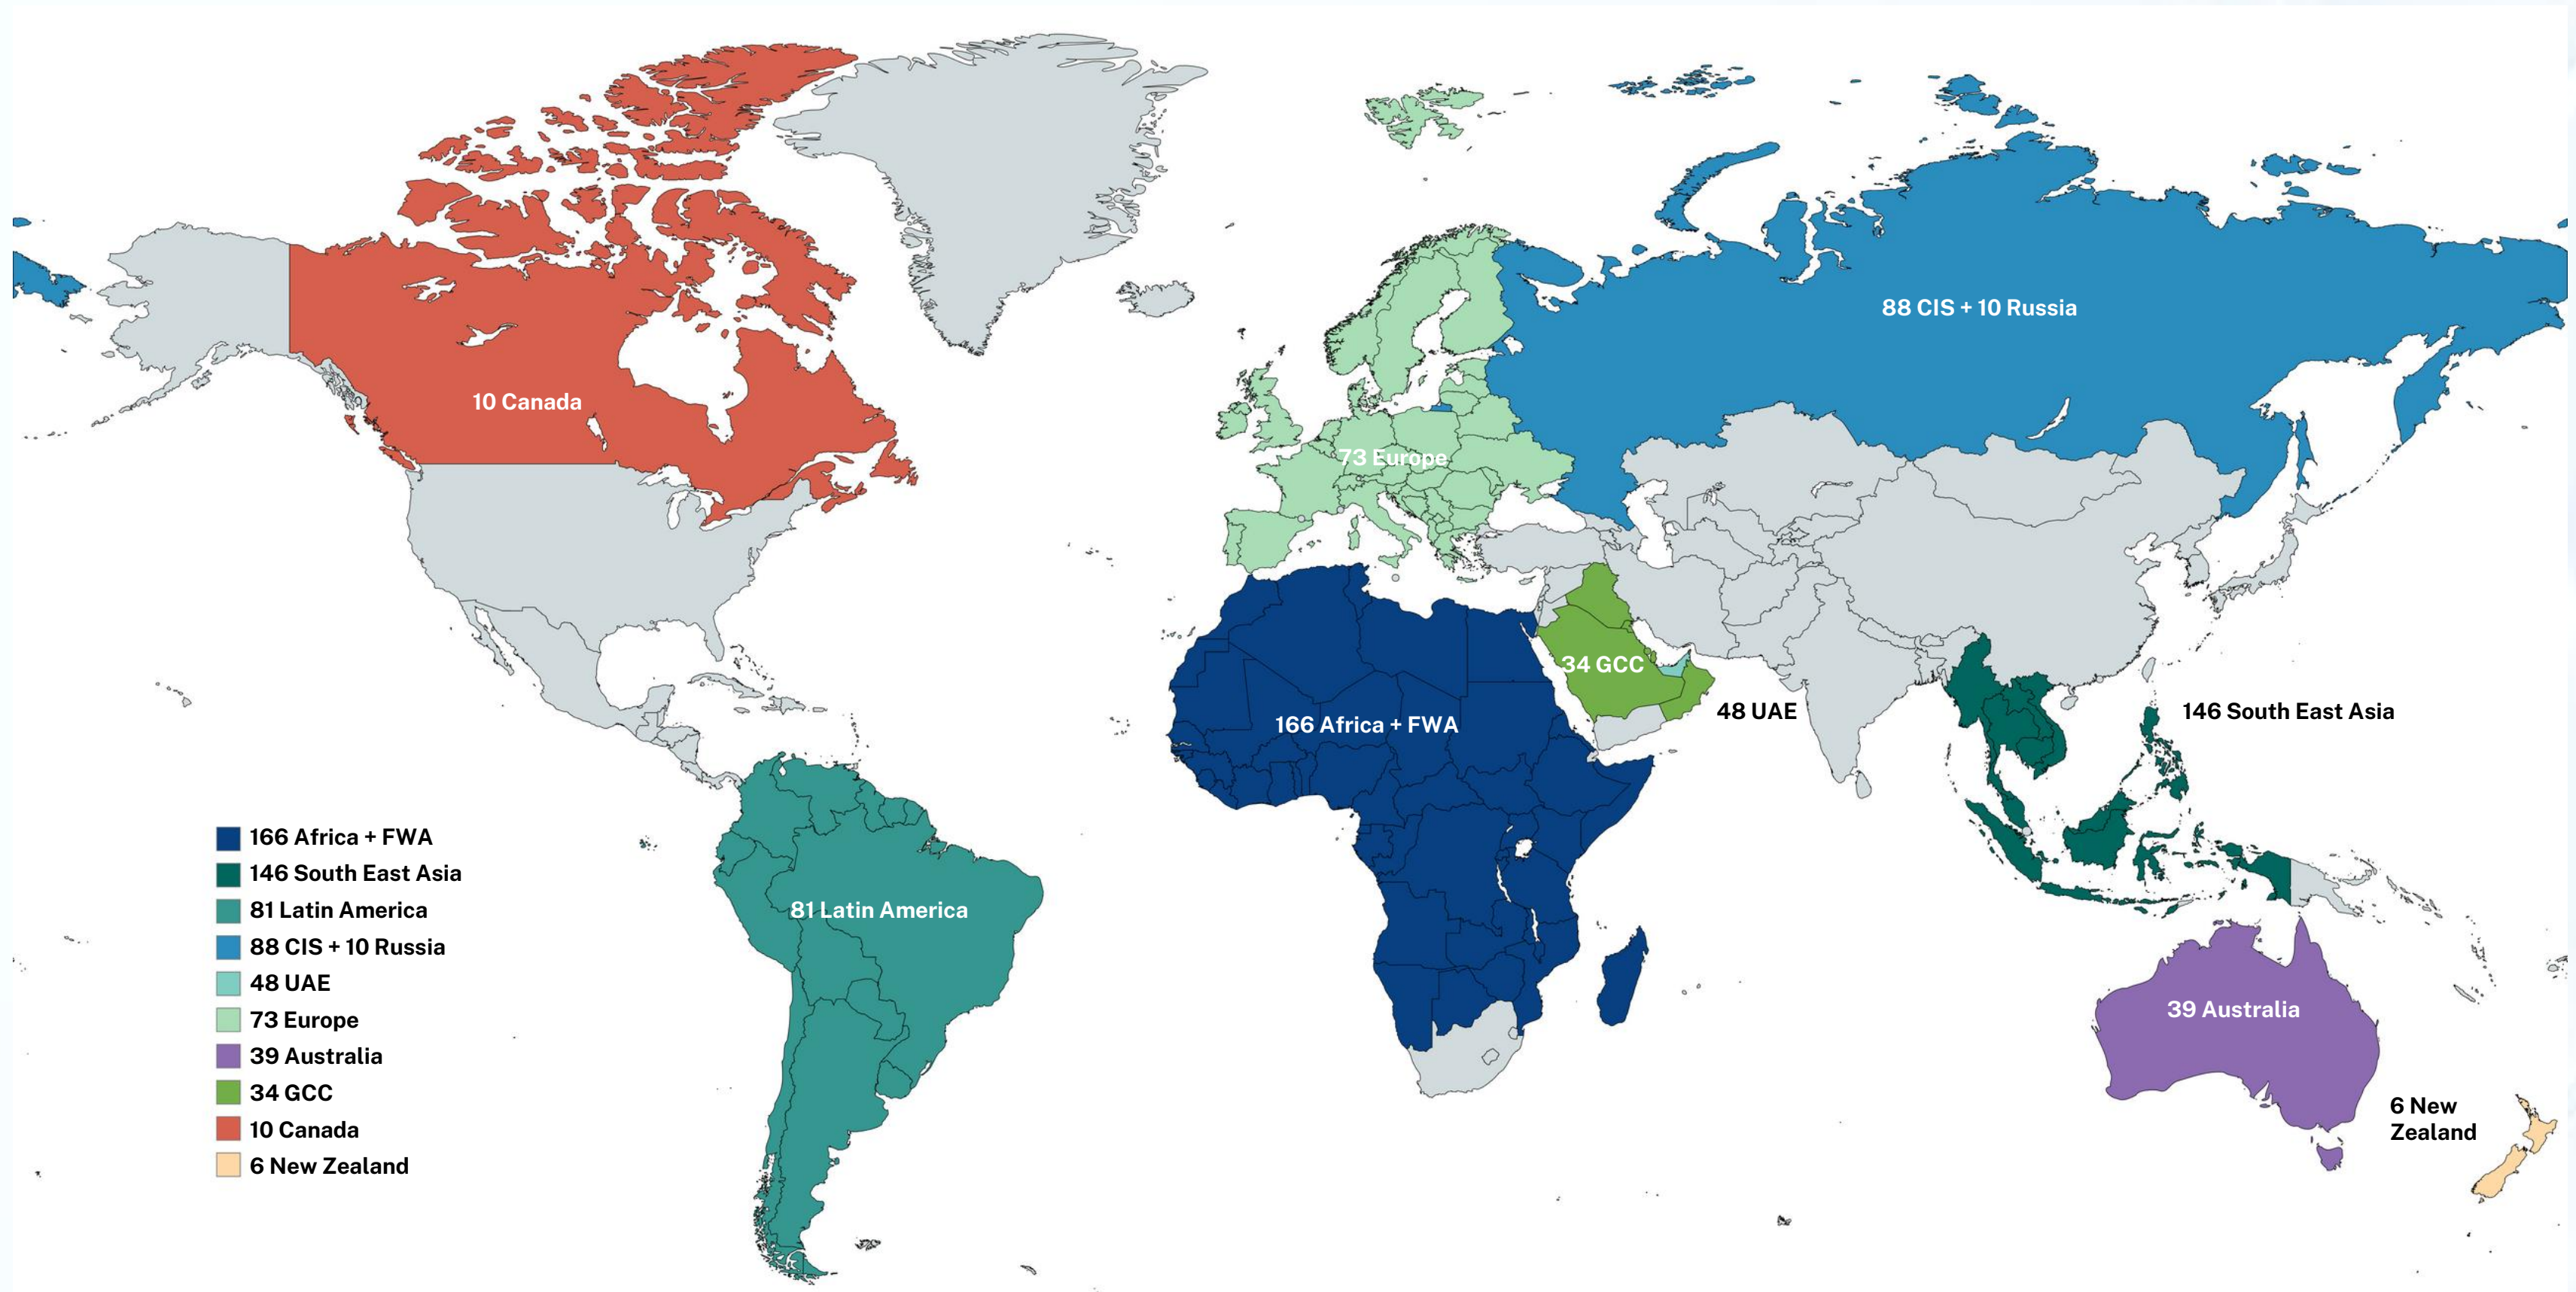 88 CIS + 10 Russia
10 Canada
73 Europe
34 GCC
48 UAE
146 South East Asia
166 Africa + FWA
81 Latin America
39 Australia
6 New
Zealand
166 Africa + FWA
146 South East Asia
81 Latin America
88 CIS + 10 Russia
48 UAE
73 Europe
39 Australia
34 GCC
10 Canada
6 New Zealand